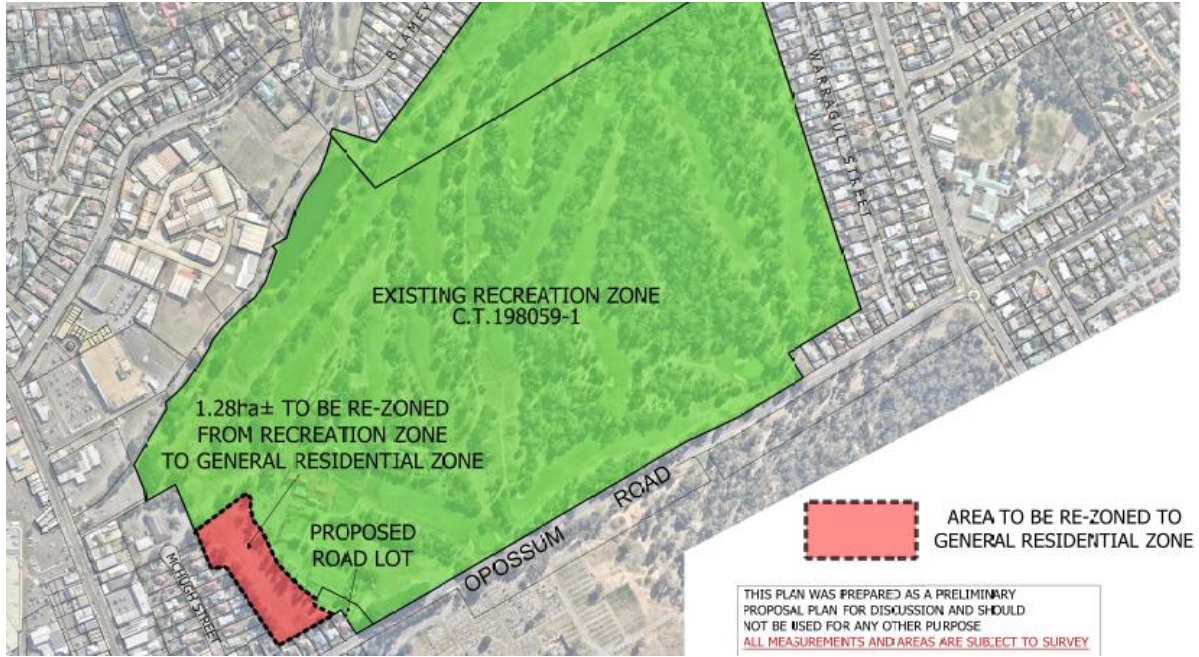 BLAMEY
WARRAGUL STREET
EXISTING RECREATION ZONE
C.T.198059-1
1.28ha± TO BE RE-ZONED
FROM RECREATION ZONE
TO GENERAL RESIDENTIAL ZONE
PROPOSED
ROAD LOT
OPOSSUM ROAD
MCHUGH STREET
AREA TO BE RE-ZONED TO
GENERAL RESIDENTIAL ZONE
THIS PLAN WAS PREPARED AS A PRELIMINARY
PROPOSAL PLAN FOR DISCUSSION AND SHOULD
NOT BE USED FOR ANY OTHER PURPOSE
ALL MEASUREMENTS AND AREAS ARE SUBJECT TO SURVEY